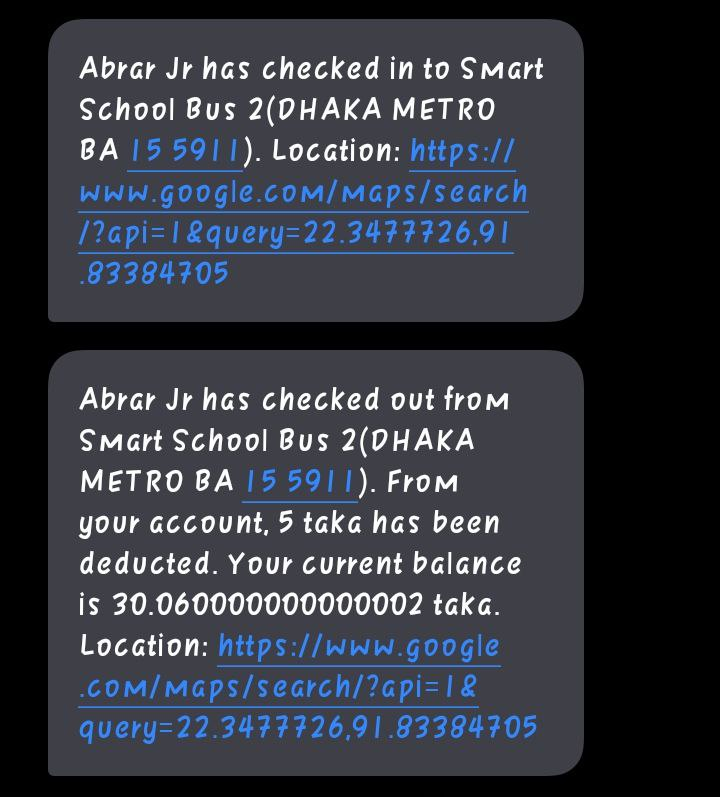 Abrar Jr has checked in to Smart
School Bus 2(DHAKA METRO
BA 15 5911). Location: https://
www.google.com/maps/search
/?api=1&query=22.3477726,91
.83384705
Abrar Jr has checked out from
Smart School Bus 2(DHAKA
METRO BA 15 5911). From
your account, 5 taka has been
deducted. Your current balance
is 30.060000000000002 taka.
Location: https://www.google
.com/maps/search/?api=1&
query=22.3477726,91.83384705